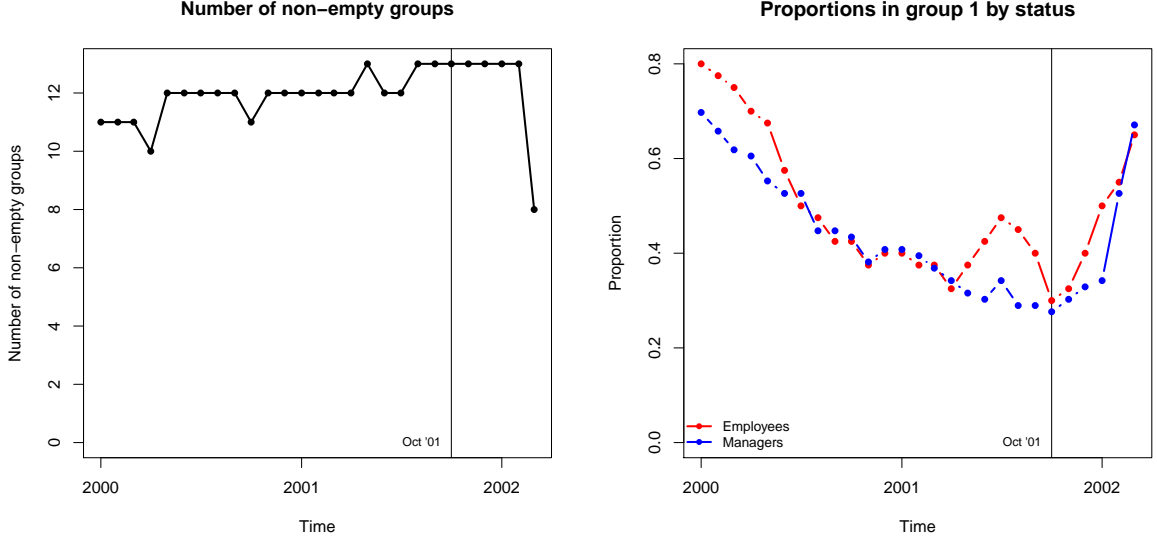 Number of non−empty groups
Number of non−empty groups
12
10
8
6
4
2
0
Oct '01
2000
2001
2002
Time
Proportions in group 1 by status
Proportion
0.8
0.6
0.4
0.2
0.0
Employees
Managers
Oct '01
2000
2001
2002
Time